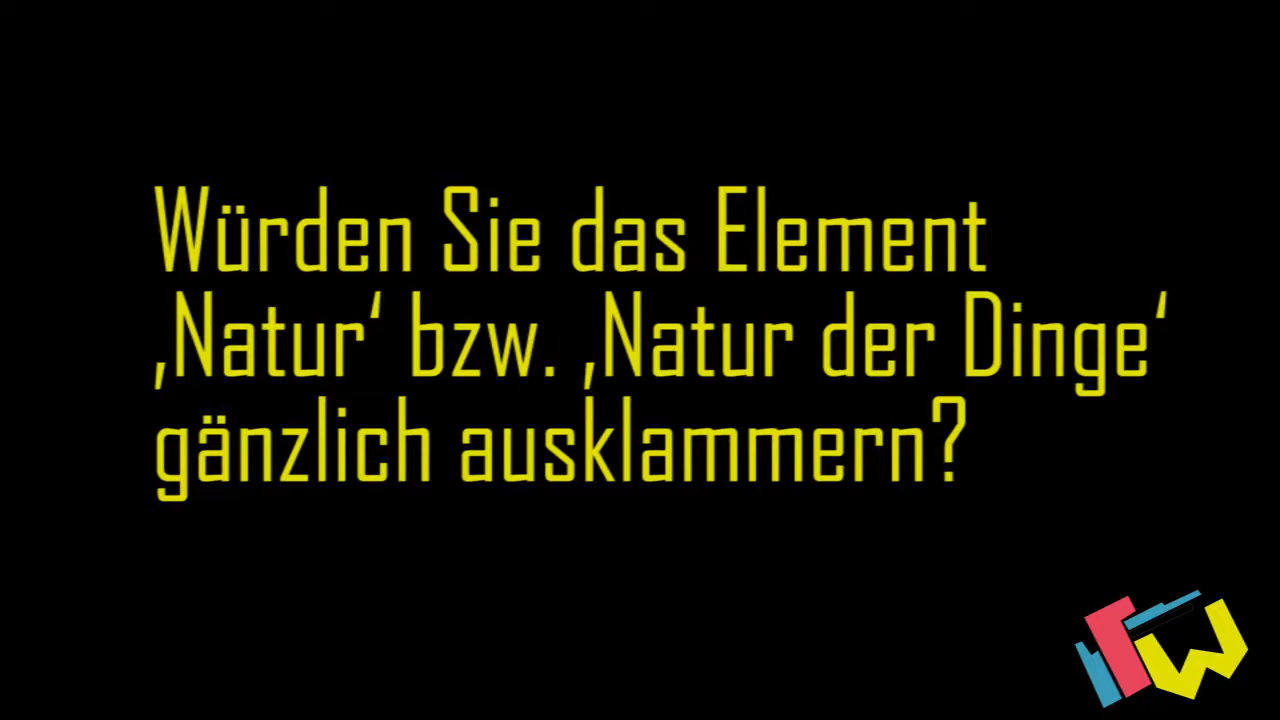 Würden Sie das Element
‚Natur‘ bzw. ‚Natur der Dinge‘
gänzlich ausklammern?